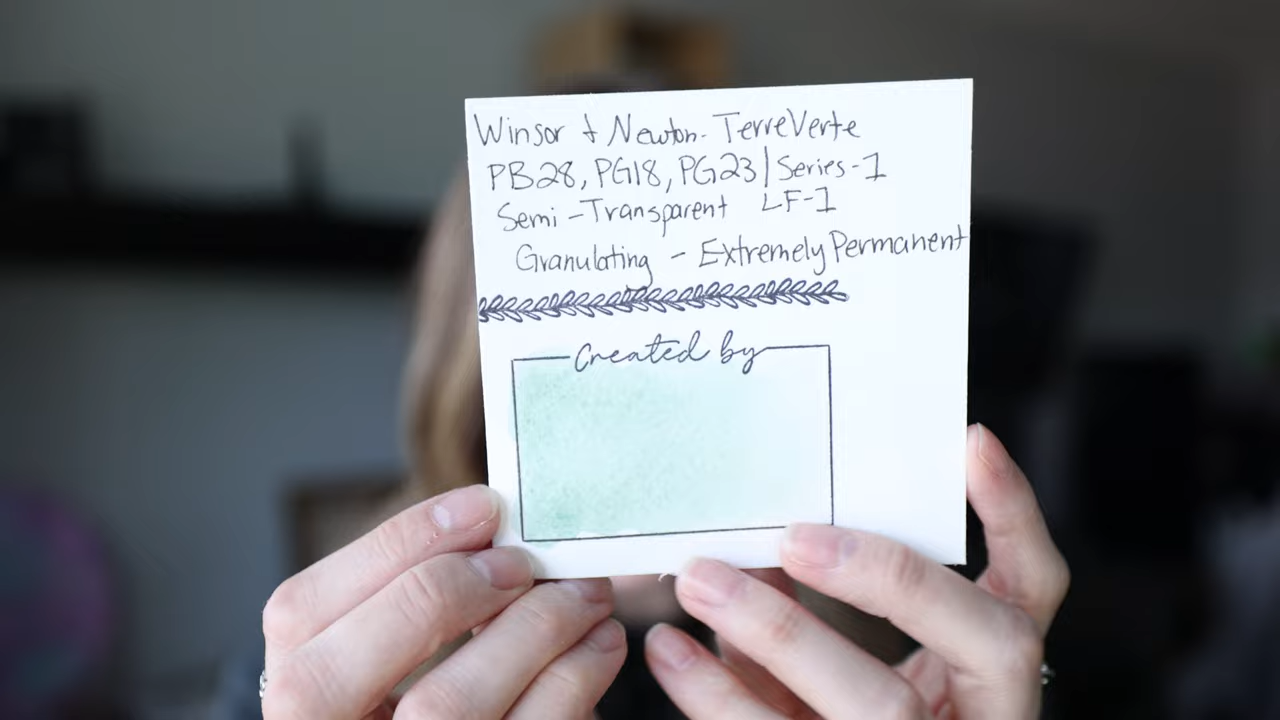 Winsor & Newton - TerreVerte
PB28, PG18, PG23 | Series-1
Semi-Transparent LF-1
Granulating - Extremely Permanent
Created by